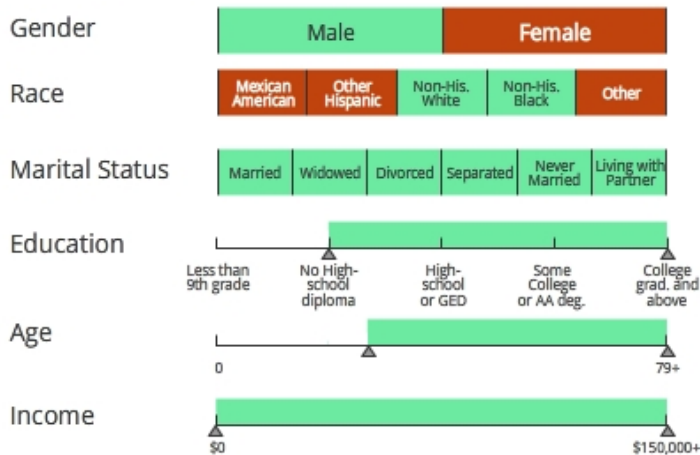 Gender
Male
Female
Race
Mexican
American
Other
Hispanic
Non-His.
White
Non-His.
Black
Other
Marital Status
Married
Widowed
Divorced
Separated
Never
Married
Living with
Partner
Education
Less than
9th grade
No High-
school
diploma
High-
school
or GED
Some
College
or AA deg.
College
grad. and
above
Age
0
79+
Income
$0
$150,000+